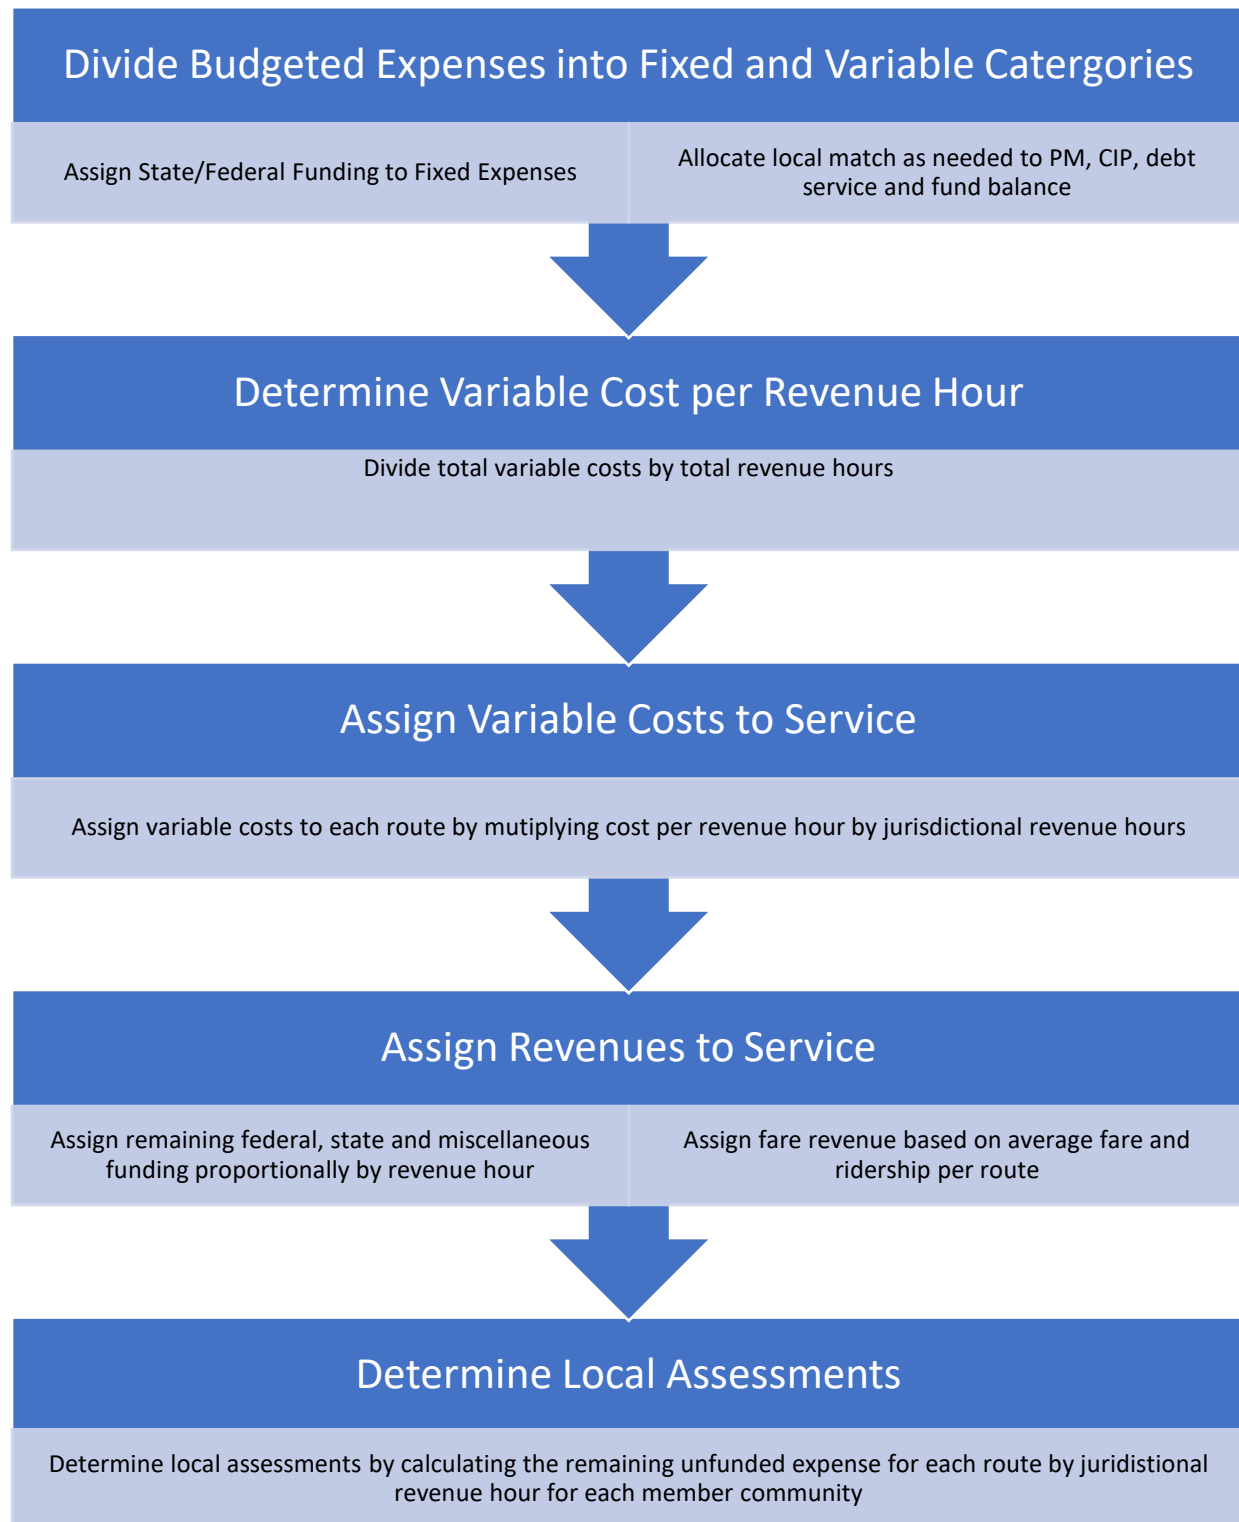 Divide Budgeted Expenses into Fixed and Variable Catergories
Assign State/Federal Funding to Fixed Expenses
Allocate local match as needed to PM, CIP, debt
service and fund balance
Determine Variable Cost per Revenue Hour
Divide total variable costs by total revenue hours
Assign Variable Costs to Service
Assign variable costs to each route by mutiplying cost per revenue hour by jurisdictional revenue hours
Assign Revenues to Service
Assign remaining federal, state and miscellaneous
funding proportionally by revenue hour
Assign fare revenue based on average fare and
ridership per route
Determine Local Assessments
Determine local assessments by calculating the remaining unfunded expense for each route by juridistional
revenue hour for each member community